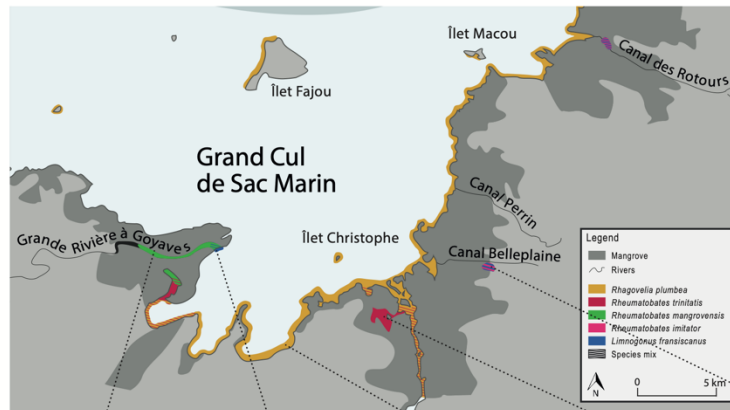 Îlet Macou
Canal des Rotours
Îlet Fajou
Grand Cul
de Sac Marin
Canal Perrin
Grande Rivière à Goyaves
Îlet Christophe
Canal Belleplaine
Legend
Mangrove
Rivers
Rhagovelia plumbea
Rheumatobates trinitatis
Rheumatobates mangrovensis
Rheumatobates imitator
Limnogonus fransiscanus
Species mix
N
0 5 km